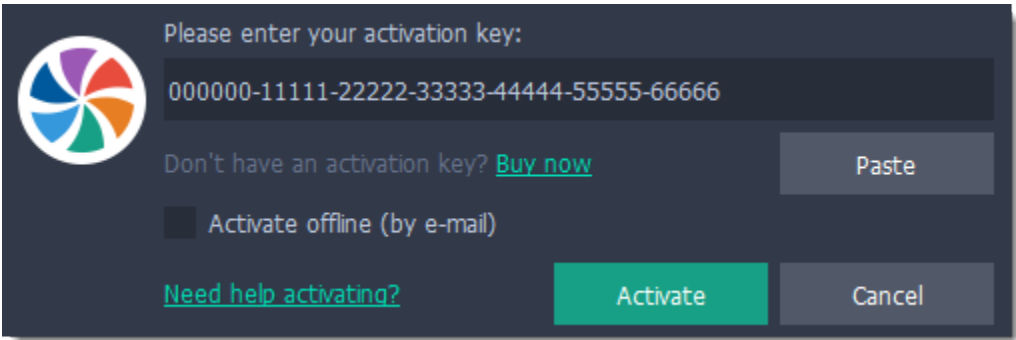 Please enter your activation key:
000000-11111-22222-33333-44444-55555-66666
Don't have an activation key? Buy now
Paste
Activate offline (by e-mail)
Need help activating?
Activate
Cancel